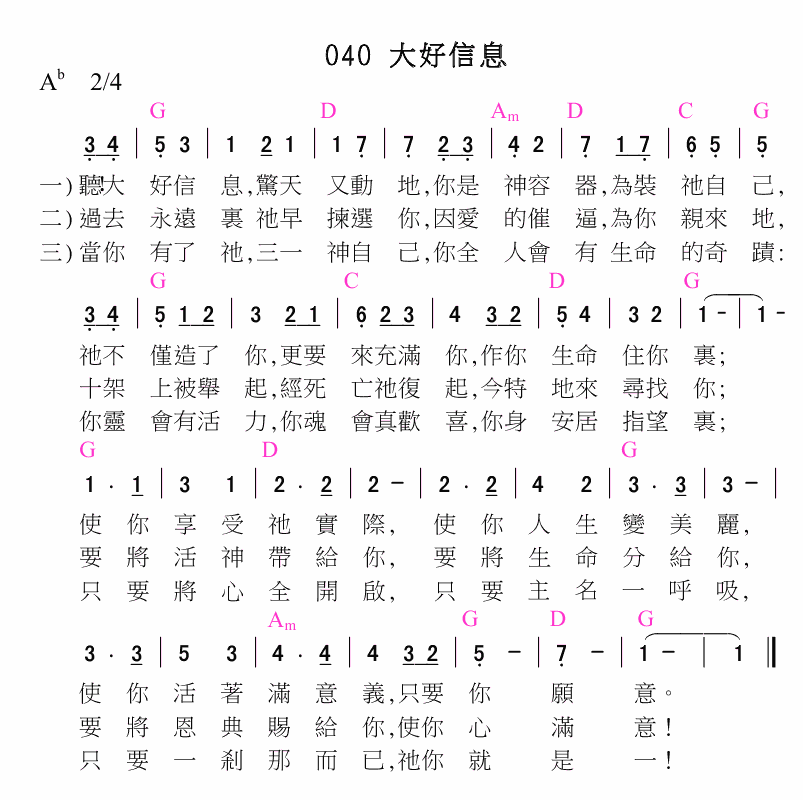 040 大好信息
A♭ 2/4
G D Am D C G
3 4 | 5 3 | 1 2 1 | 1 7 | 7 2 3 | 4 2 | 7 1 7 | 6 5 | 5
一)聽!大 好信 息,驚天 又動 地,你是 神容 器,為裝 祂自 己,
二)過去 永遠 裏祂早 揀選 你,因愛 的催 逼,為你 親來 地,
三)當你 有了 祂,三一 神自 己,你全 人會 有生命 的奇 蹟:
G C D G
3 4 | 5 1 2 | 3 2 1 | 6 2 3 | 4 3 2 | 5 4 | 3 2 | 1 - | 1 -
祂不 僅造了 你,更要 來充滿 你,作你 生命 住你 裏;
十架 上被舉 起,經死 亡祂復 起,今特 地來 尋找 你;
你靈 會有活 力,你魂 會真歡 喜,你身 安居 指望 裏;
G D G
1 · 1 | 3 1 | 2 · 2 | 2 - | 2 · 2 | 4 2 | 3 · 3 | 3 - |
使你享受祂實際, 使你人生變美麗,
要將活神帶給你, 要將生命分給你,
只要將心全開啟, 只要主名一呼吸,
Am G D G
3 · 3 | 5 3 | 4 · 4 | 4 3 2 | 5 - | 7 - | 1 - | 1 ‖
使你活著滿意義,只要 你 願 意。
要將恩典賜給你,使你 心 滿 意!
只要一剎那而已,祂你 就 是 一!